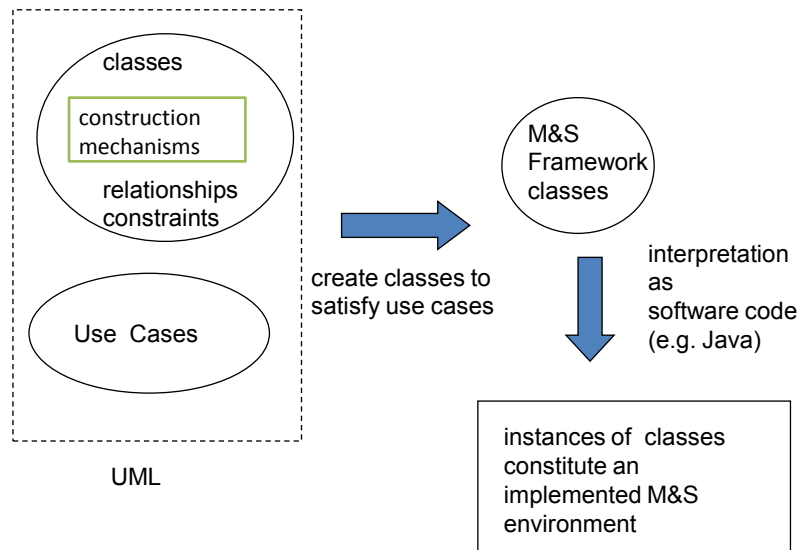 classes
construction
mechanisms
relationships
constraints
Use Cases
UML
create classes to
satisfy use cases
M&S
Framework
classes
interpretation
as
software code
(e.g. Java)
instances of classes
constitute an
implemented M&S
environment